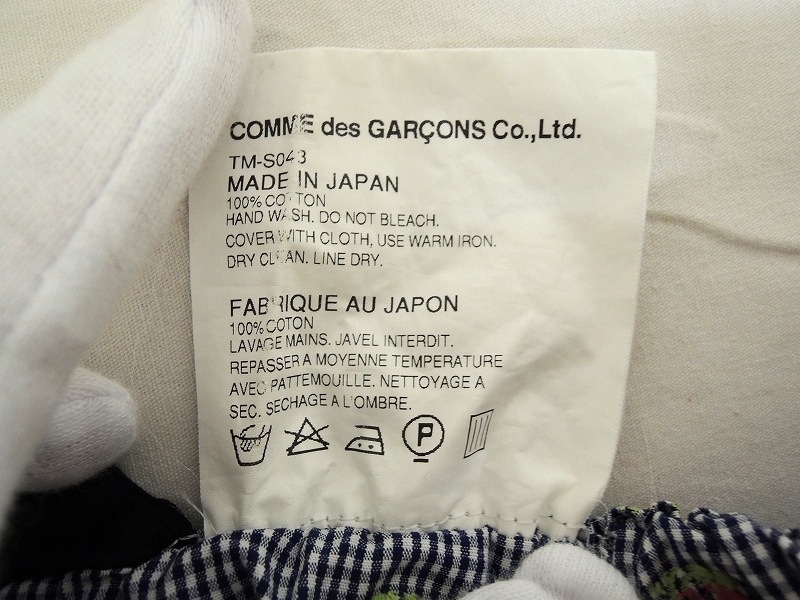 COMME des GARÇONS Co.,Ltd.
TM-S043
MADE IN JAPAN
100% COTTON
HAND WASH. DO NOT BLEACH.
COVER WITH CLOTH, USE WARM IRON.
DRY CLEAN. LINE DRY.
FABRIQUE AU JAPON
100% COTON
LAVAGE MAINS. JAVEL INTERDIT.
REPASSER A MOYENNE TEMPERATURE
AVEC PATTEMOUILLE. NETTOYAGE A
SEC. SECHAGE A L'OMBRE.
P